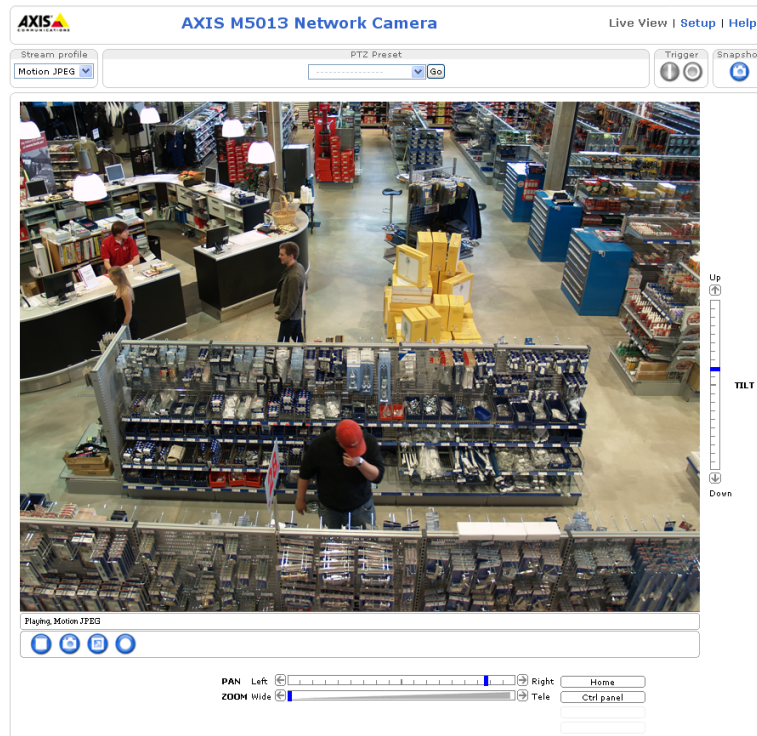 AXIS
COMMUNICATIONS
AXIS M5013 Network Camera
Live View | Setup | Help
Stream profile
PTZ Preset
Trigger
Snapsho
Motion JPEG
----------------
Go
Up
TILT
Down
Playing, Motion JPEG
PAN Left Right Home
ZOOM Wide Tele Ctrl panel